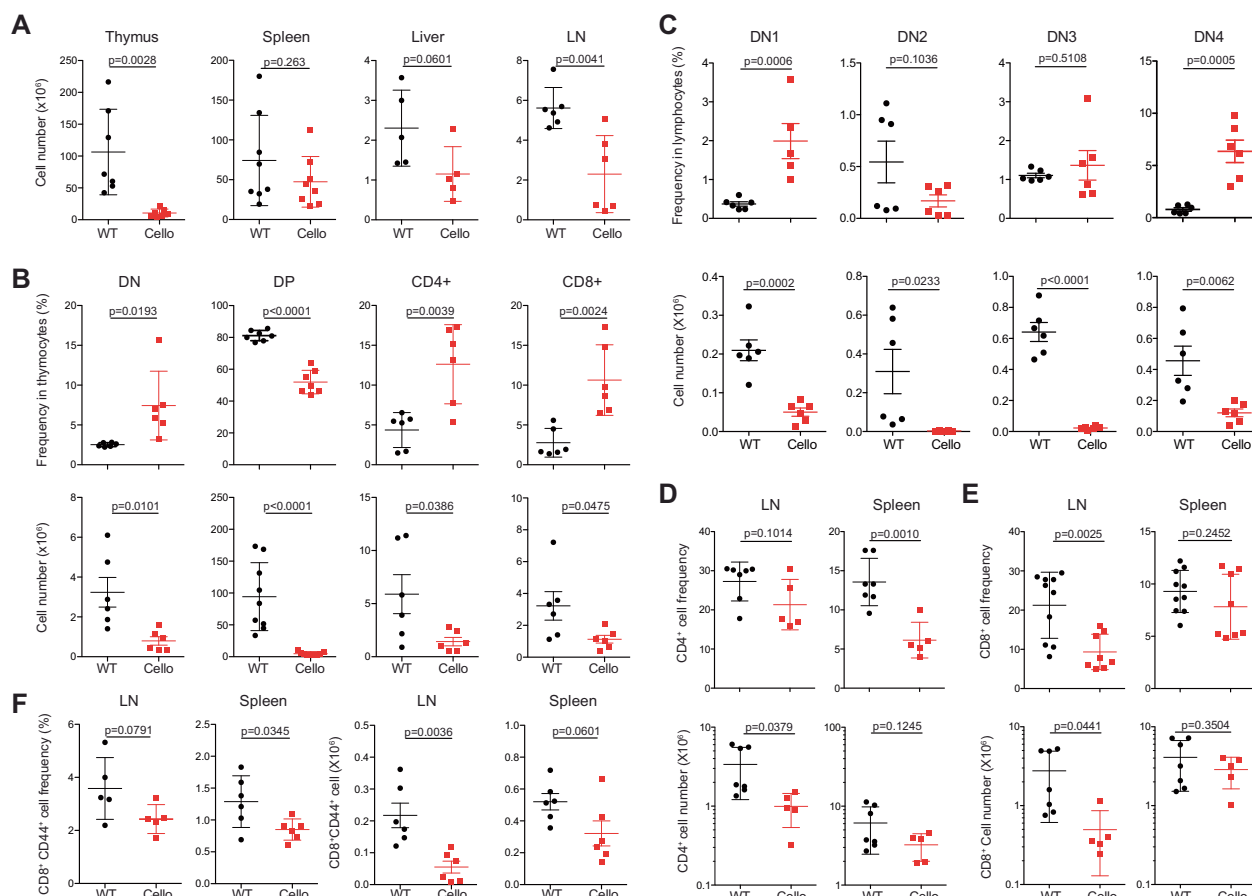 A
Thymus Spleen Liver LN
p=0.0028 p=0.263 p=0.0601 p=0.0041
Cell number (x10⁶)
250 200 150 100 50 0
200 150 100 50 0
4 3 2 1 0
8 6 4 2 0
WT Cello WT Cello WT Cello WT Cello
B
DN DP CD4+ CD8+
p=0.0193 p<0.0001 p=0.0039 p=0.0024
Frequency in thymocytes (%)
25 20 15 10 5 0
100 80 60 40 20 0
20 15 10 5 0
20 15 10 5 0
p=0.0101 p<0.0001 p=0.0386 p=0.0475
Cell number (x10⁶)
8 6 4 2 0
250 200 150 100 50 0
15 10 5 0
10 8 6 4 2 0
WT Cello WT Cello WT Cello WT Cello
C
DN1 DN2 DN3 DN4
p=0.0006 p=0.1036 p=0.5108 p=0.0005
Frequency in lymphocytes (%)
4 3 2 1 0
1.5 1.0 0.5 0.0
4 3 2 1 0
15 10 5 0
p=0.0002 p=0.0233 p<0.0001 p=0.0062
Cell number (X10⁶)
0.4 0.3 0.2 0.1 0.0
0.8 0.6 0.4 0.2 0.0
1.0 0.8 0.6 0.4 0.2 0.0
1.0 0.8 0.6 0.4 0.2 0.0
WT Cello WT Cello WT Cello WT Cello
D
LN Spleen
p=0.1014 p=0.0010
CD4⁺ cell frequency
40 30 20 10 0
20 15 10 5 0
p=0.0379 p=0.1245
CD4⁺ cell number (X10⁶)
10 1 0.1
100 10 1 0.1
WT Cello WT Cello
E
LN Spleen
p=0.0025 p=0.2452
CD8⁺ cell frequency
40 30 20 10 0
15 10 5 0
p=0.0441 p=0.3504
CD8⁺ Cell number (X10⁶)
10 1 0.1
10 1 0.1
WT Cello WT Cello
F
LN Spleen LN Spleen
p=0.0791 p=0.0345 p=0.0036 p=0.0601
CD8⁺ CD44⁺ cell frequency (%)
6 4 2 0
2.5 2.0 1.5 1.0 0.5 0.0
CD8⁺CD44⁺ cell (X10⁶)
0.5 0.4 0.3 0.2 0.1 0.0
1.0 0.8 0.6 0.4 0.2 0.0
WT Cello WT Cello WT Cello WT Cello